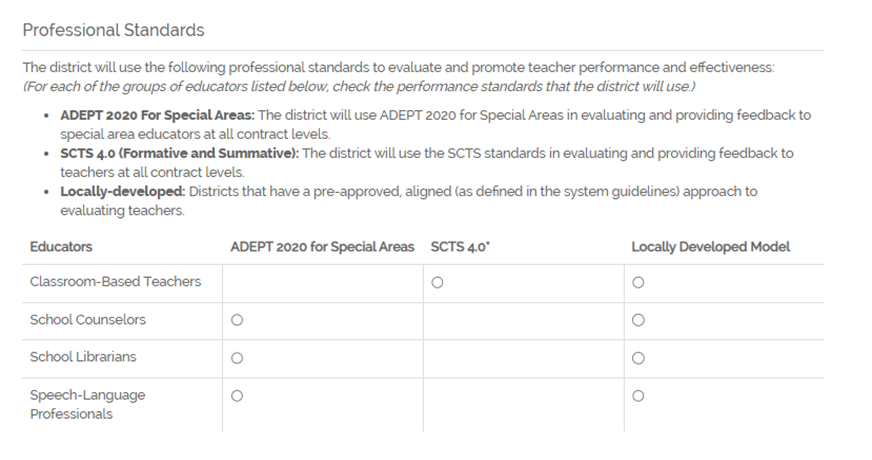 Professional Standards
The district will use the following professional standards to evaluate and promote teacher performance and effectiveness:
(For each of the groups of educators listed below, check the performance standards that the district will use.)
• ADEPT 2020 For Special Areas: The district will use ADEPT 2020 for Special Areas in evaluating and providing feedback to
special area educators at all contract levels.
• SCTS 4.0 (Formative and Summative): The district will use the SCTS standards in evaluating and providing feedback to
teachers at all contract levels.
• Locally-developed: Districts that have a pre-approved, aligned (as defined in the system guidelines) approach to
evaluating teachers.
Educators ADEPT 2020 for Special Areas SCTS 4.0* Locally Developed Model
Classroom-Based Teachers
School Counselors
School Librarians
Speech-Language
Professionals